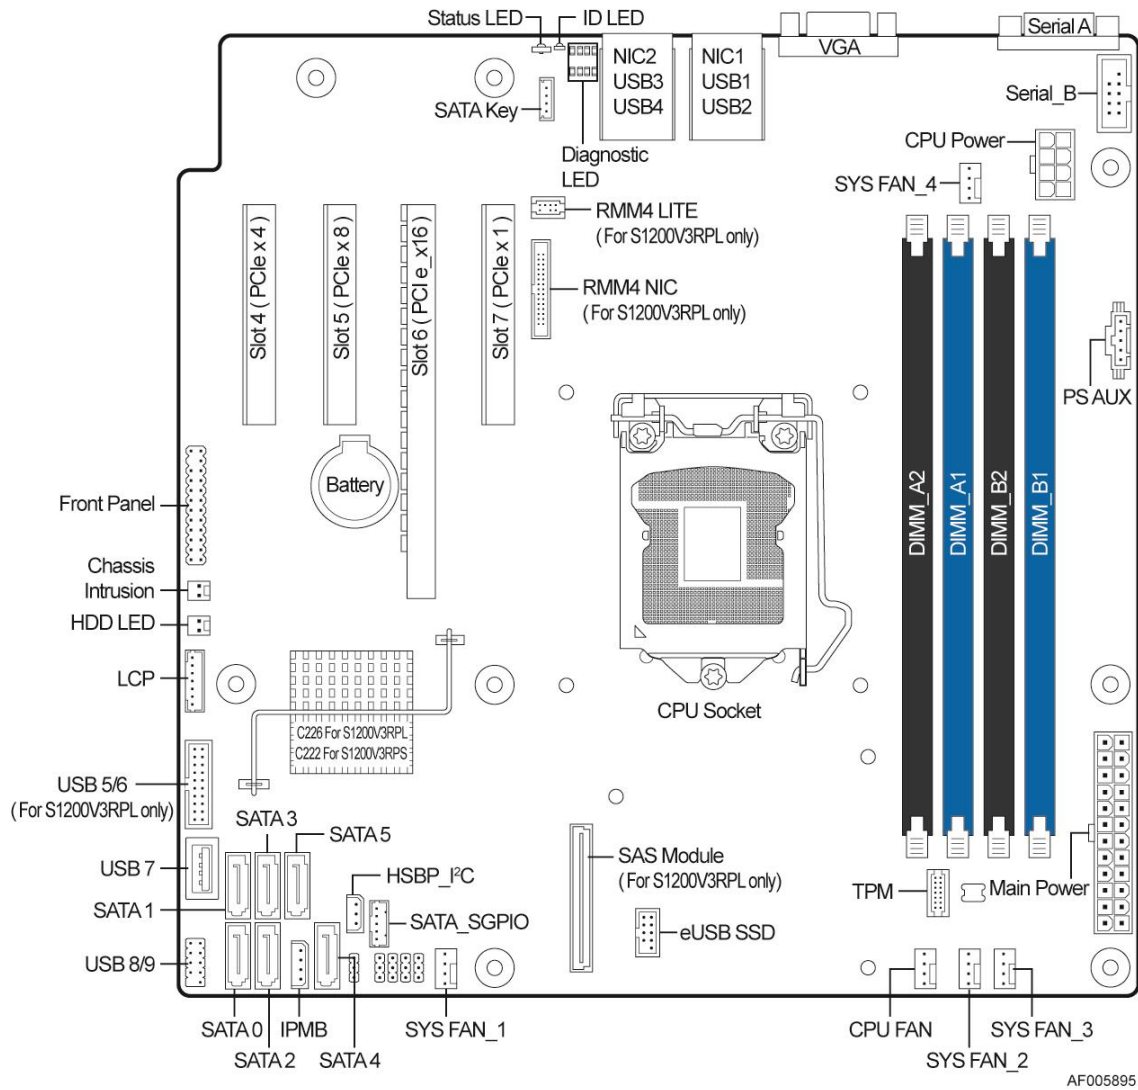 Status LED
ID LED
NIC2
USB3
USB4
NIC1
USB1
USB2
VGA
Serial A
Serial_B
SATA Key
Diagnostic
LED
CPU Power
SYS FAN_4
RMM4 LITE
( For S1200V3RPL only)
RMM4 NIC
( For S1200V3RPL only)
Slot 4 ( PCIe x 4 )
Slot 5 ( PCIe x 8 )
Slot 6 ( PCI e_x16 )
Slot 7 ( PCIe x 1 )
PS AUX
Battery
Front Panel
DIMM_A2
DIMM_A1
DIMM_B2
DIMM_B1
Chassis
Intrusion
HDD LED
LCP
CPU Socket
C226 For S1200V3RPL
C222 For S1200V3RPS
USB 5/6
( For S1200V3RPL only)
SATA 3
SATA 5
USB 7
HSBP_I²C
SAS Module
( For S1200V3RPL only)
TPM
Main Power
SATA 1
SATA_SGPIO
eUSB SSD
USB 8/9
SATA 0
IPMB
SYS FAN_1
CPU FAN
SYS FAN_3
SATA 2
SATA 4
SYS FAN_2
AF005895